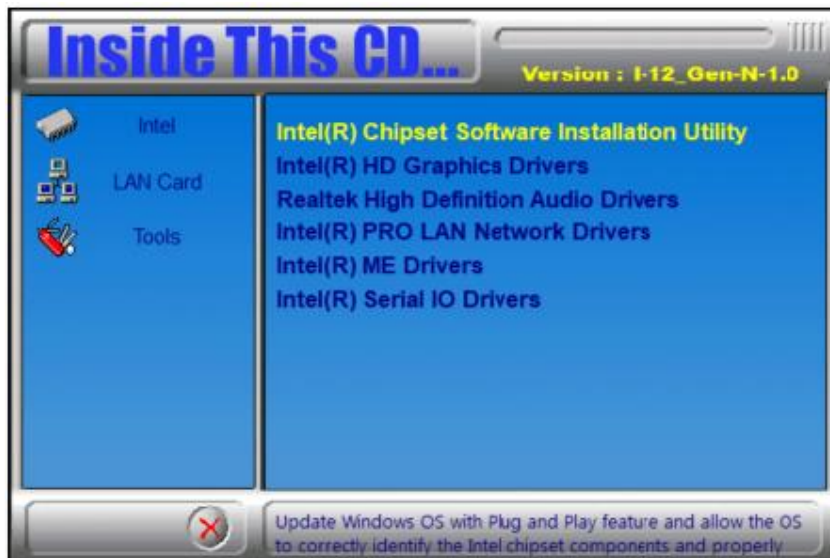 Inside This CD...
Version : I-12_Gen-N-1.0
Intel
LAN Card
Tools
Intel(R) Chipset Software Installation Utility
Intel(R) HD Graphics Drivers
Realtek High Definition Audio Drivers
Intel(R) PRO LAN Network Drivers
Intel(R) ME Drivers
Intel(R) Serial IO Drivers
Update Windows OS with Plug and Play feature and allow the OS
to correctly identify the Intel chipset components and properly